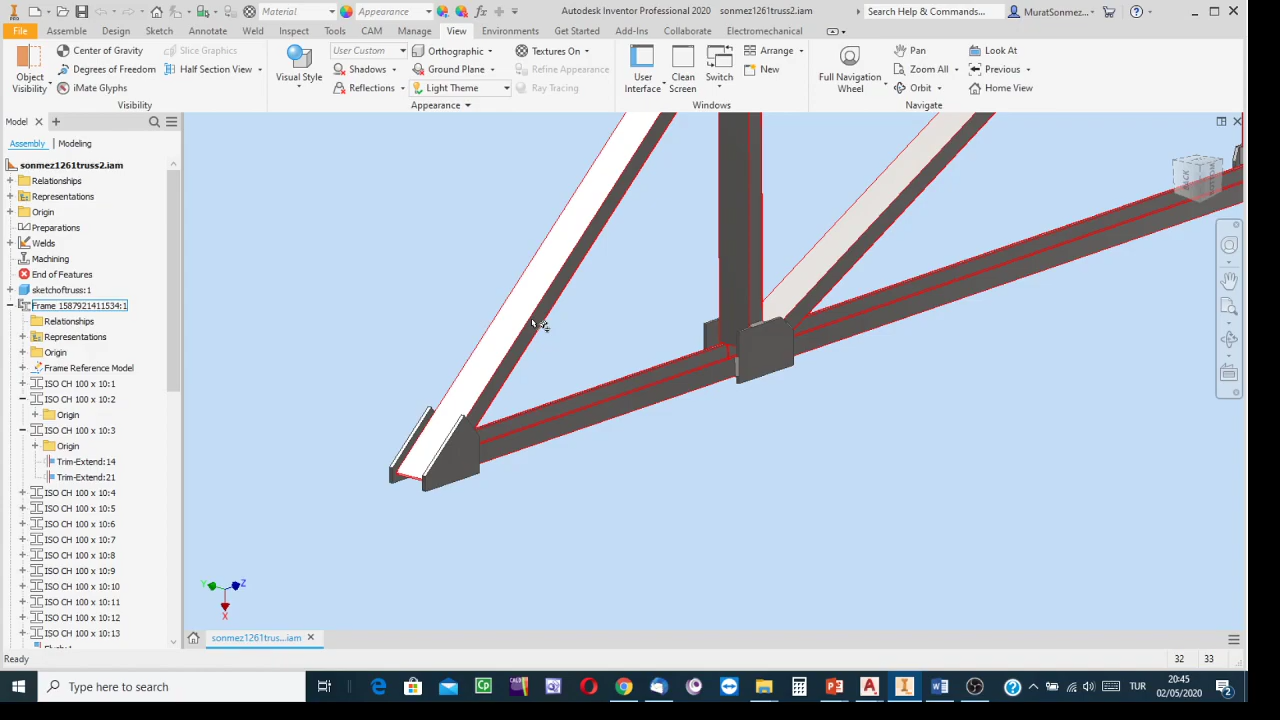 Material
Appearance
Autodesk Inventor Professional 2020 sonmez1261truss2.iam
Search Help & Commands...
MuratSonmez...
File
Assemble
Design
Sketch
Annotate
Weld
Inspect
Tools
CAM
Manage
View
Environments
Get Started
Add-Ins
Collaborate
Electromechanical
Object
Visibility
Center of Gravity
Degrees of Freedom
iMate Glyphs
Slice Graphics
Half Section View
Visibility
Visual Style
User Custom
Shadows
Reflections
Orthographic
Ground Plane
Light Theme
Textures On
Refine Appearance
Ray Tracing
Appearance
User
Interface
Clean
Screen
Switch
Arrange
New
Windows
Full Navigation
Wheel
Pan
Zoom All
Orbit
Look At
Previous
Home View
Navigate
Model
Assembly
Modeling
sonmez1261truss2.iam
Relationships
Representations
Origin
Preparations
Welds
Machining
End of Features
sketchoftruss:1
Frame 1587921411534:1
Relationships
Representations
Origin
Frame Reference Model
ISO CH 100 x 10:1
ISO CH 100 x 10:2
Origin
ISO CH 100 x 10:3
Origin
Trim-Extend:14
Trim-Extend:21
ISO CH 100 x 10:4
ISO CH 100 x 10:5
ISO CH 100 x 10:6
ISO CH 100 x 10:7
ISO CH 100 x 10:8
ISO CH 100 x 10:9
ISO CH 100 x 10:10
ISO CH 100 x 10:11
ISO CH 100 x 10:12
ISO CH 100 x 10:13
BACK
Y
Z
X
sonmez1261trus...iam
Ready
32
33
Type here to search
TUR
20:45
02/05/2020
2